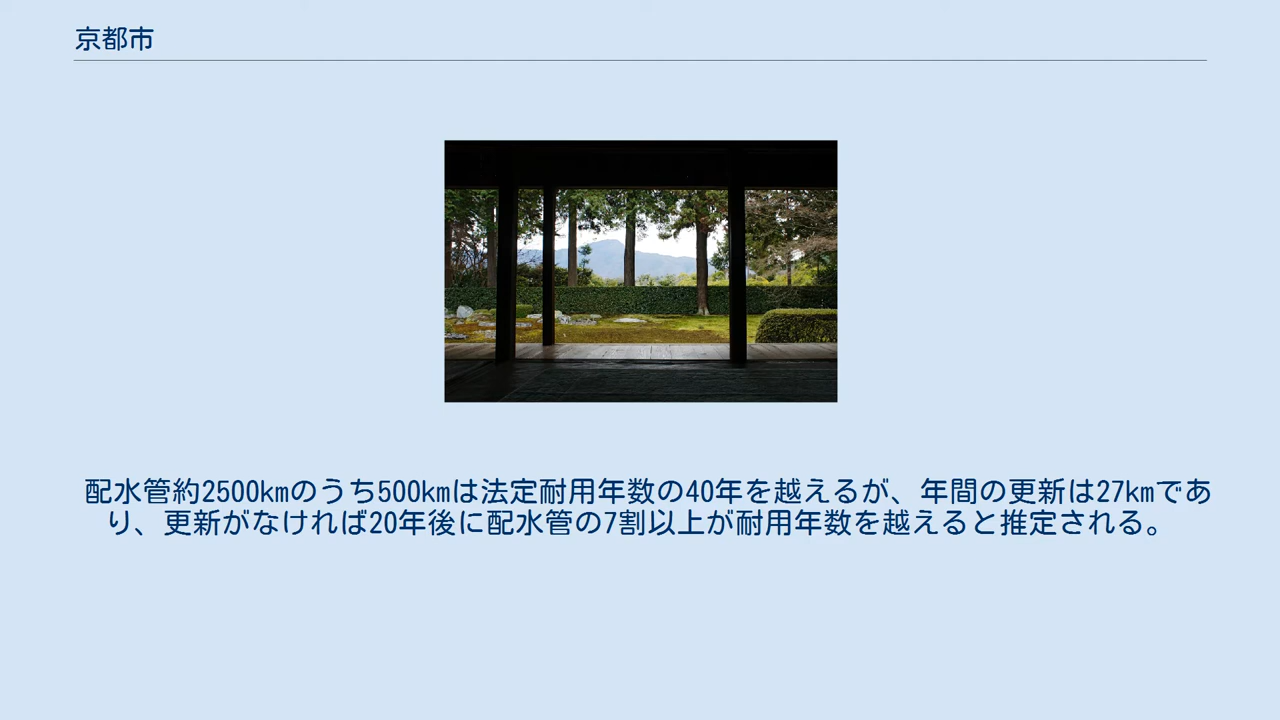 京都市
配水管約2500kmのうち500kmは法定耐用年数の40年を越えるが、年間の更新は27kmであ
り、更新がなければ20年後に配水管の7割以上が耐用年数を越えると推定される。